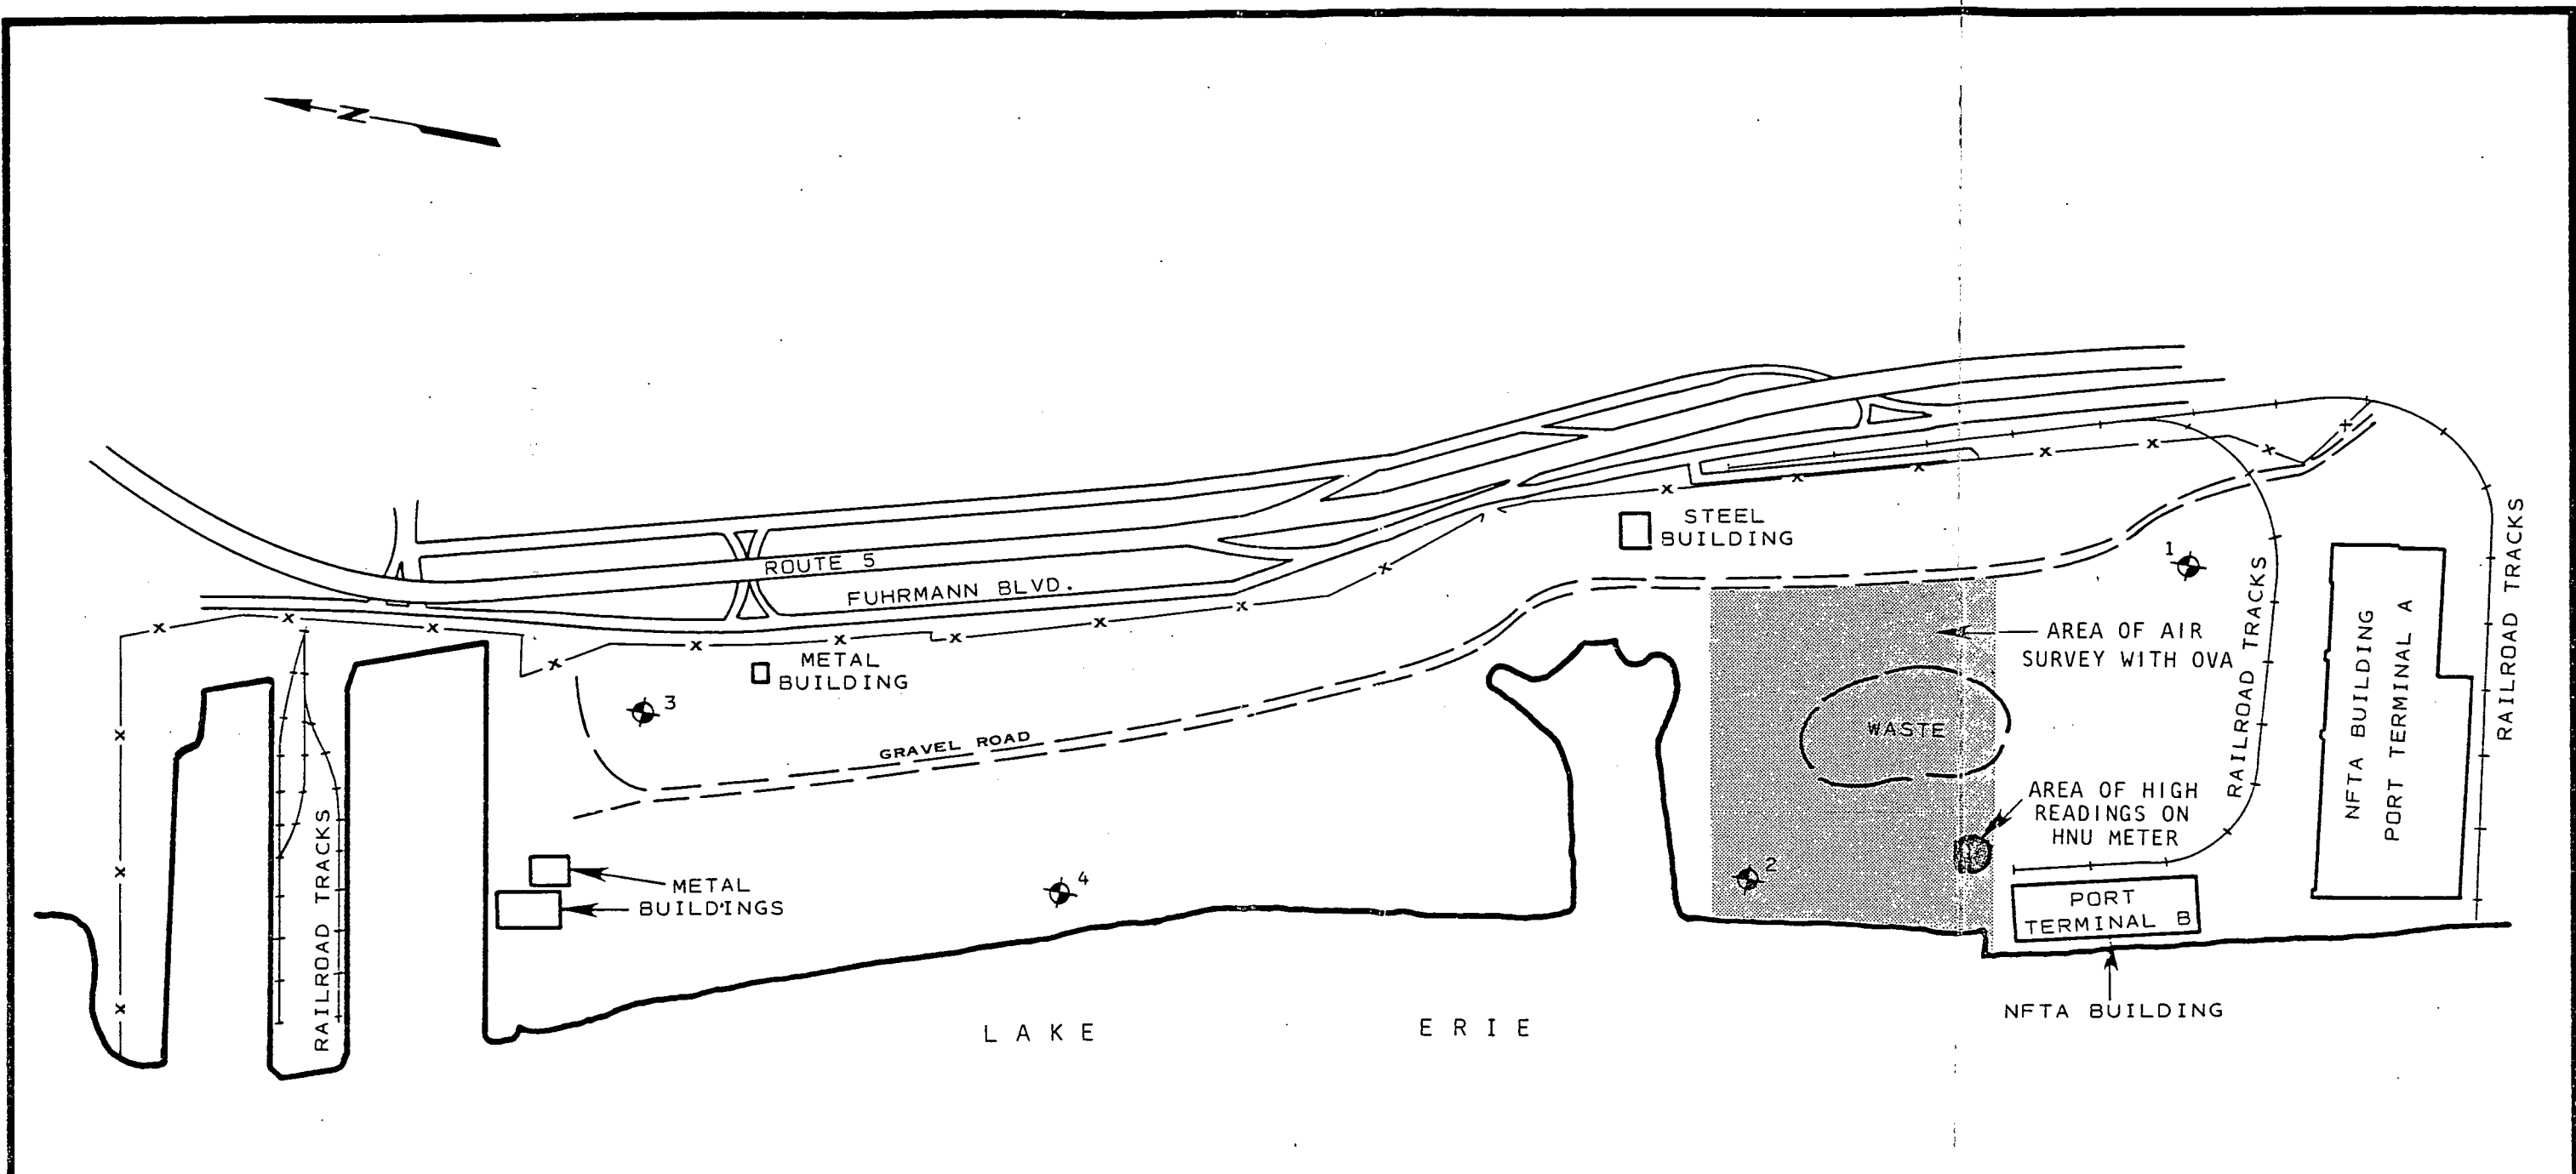 N
STEEL
BUILDING
1
ROUTE 5
FUHRMANN BLVD.
RAILROAD TRACKS
RAILROAD TRACKS
AREA OF AIR
SURVEY WITH OVA
NFTA BUILDING
PORT TERMINAL A
METAL
BUILDING
3
WASTE
GRAVEL ROAD
AREA OF HIGH
READINGS ON
HNU METER
RAILROAD TRACKS
METAL
BUILDINGS
4
2
PORT
TERMINAL B
NFTA BUILDING
LAKE ERIE